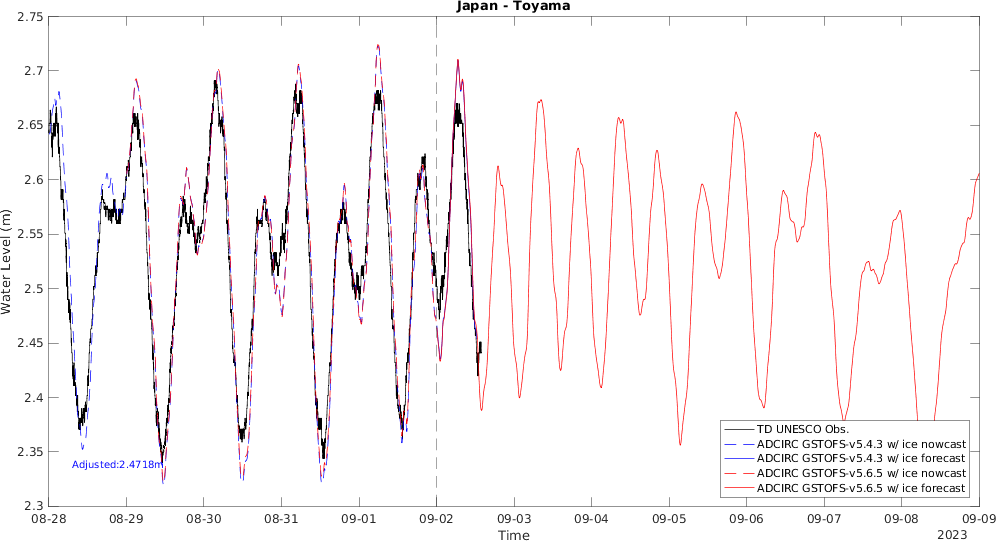 Japan - Toyama
2.75
2.7
2.65
2.6
2.55
2.5
2.45
2.4
2.35
2.3
Water Level (m)
Adjusted:2.4718m
TD UNESCO Obs.
ADCIRC GSTOFS-v5.4.3 w/ ice nowcast
ADCIRC GSTOFS-v5.4.3 w/ ice forecast
ADCIRC GSTOFS-v5.6.5 w/ ice nowcast
ADCIRC GSTOFS-v5.6.5 w/ ice forecast
08-28 08-29 08-30 08-31 09-01 09-02 09-03 09-04 09-05 09-06 09-07 09-08 09-09
Time
2023